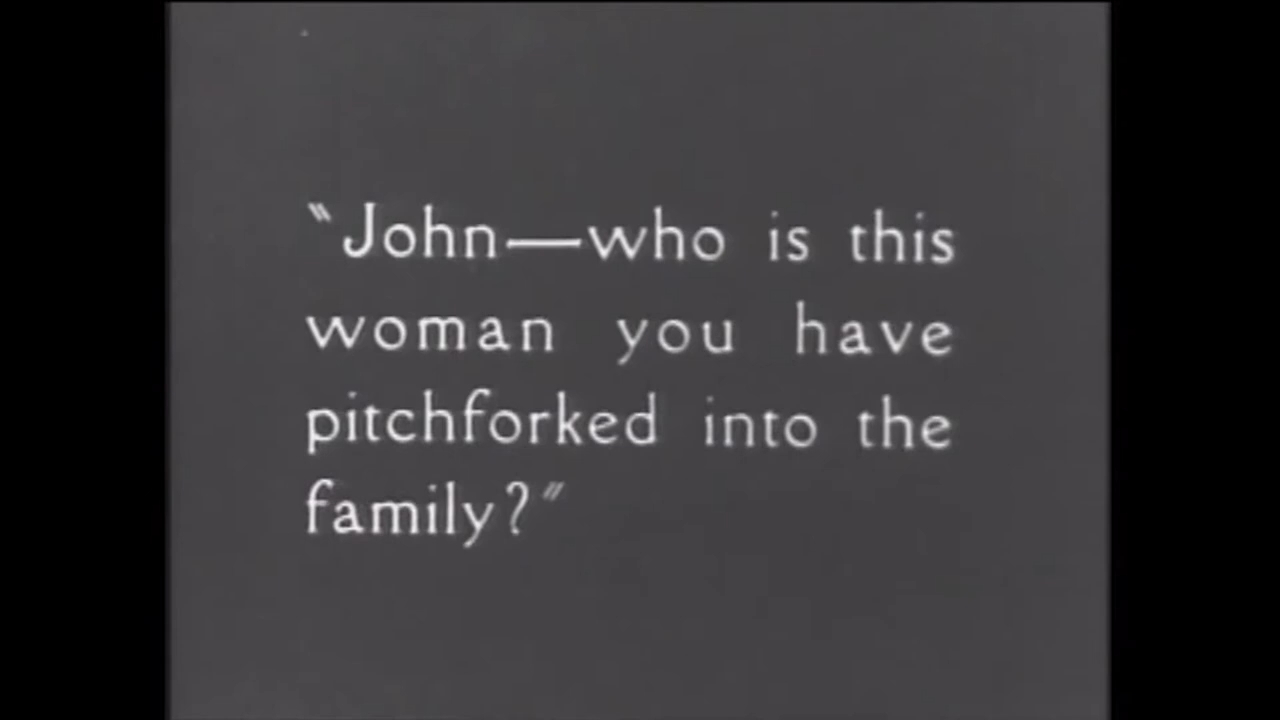 "John—who is this
woman you have
pitchforked into the
family?"